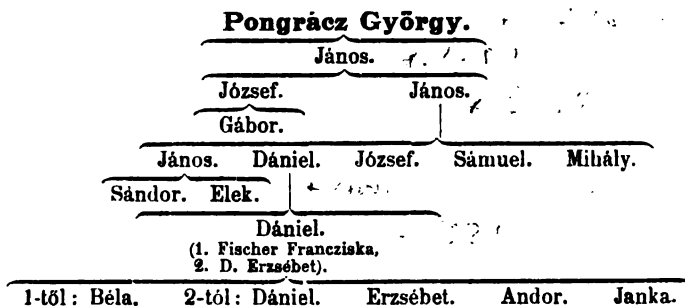 Pongrácz György.
János.
József. János.
Gábor.
János. Dániel. József. Sámuel. Mihály.
Sándor. Elek.
Dániel.
(1. Fischer Francziska,
2. D. Erzsébet).
1-től: Béla. 2-tól: Dániel. Erzsébet. Andor. Janka.